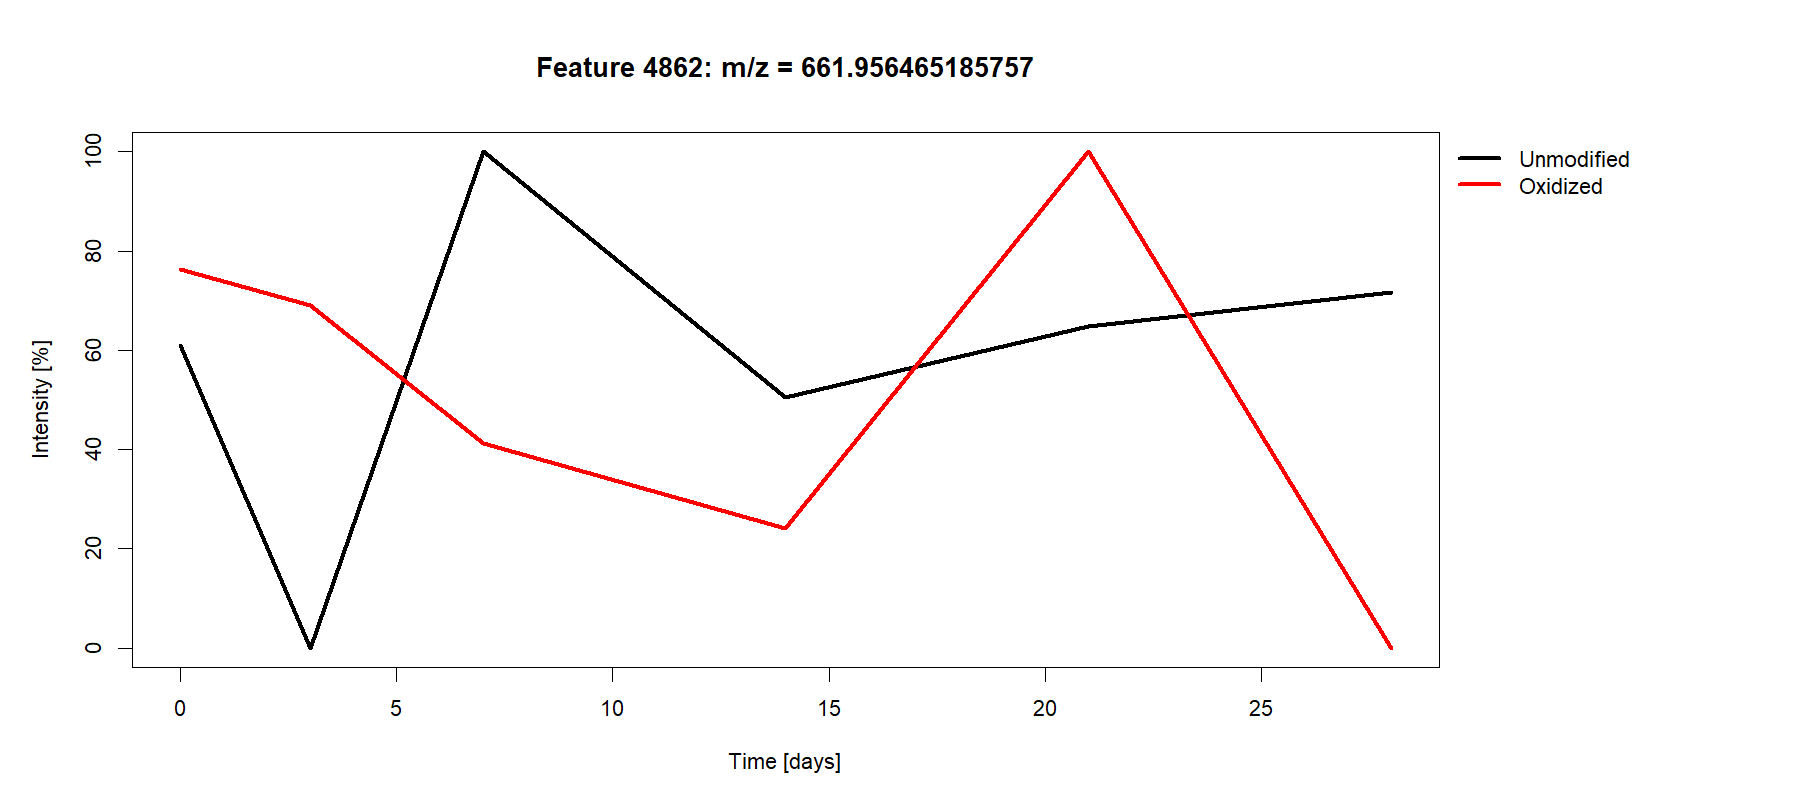 Feature 4862: m/z = 661.956465185757
Unmodified
Oxidized
Intensity [%]
100
80
60
40
20
0
0 5 10 15 20 25
Time [days]